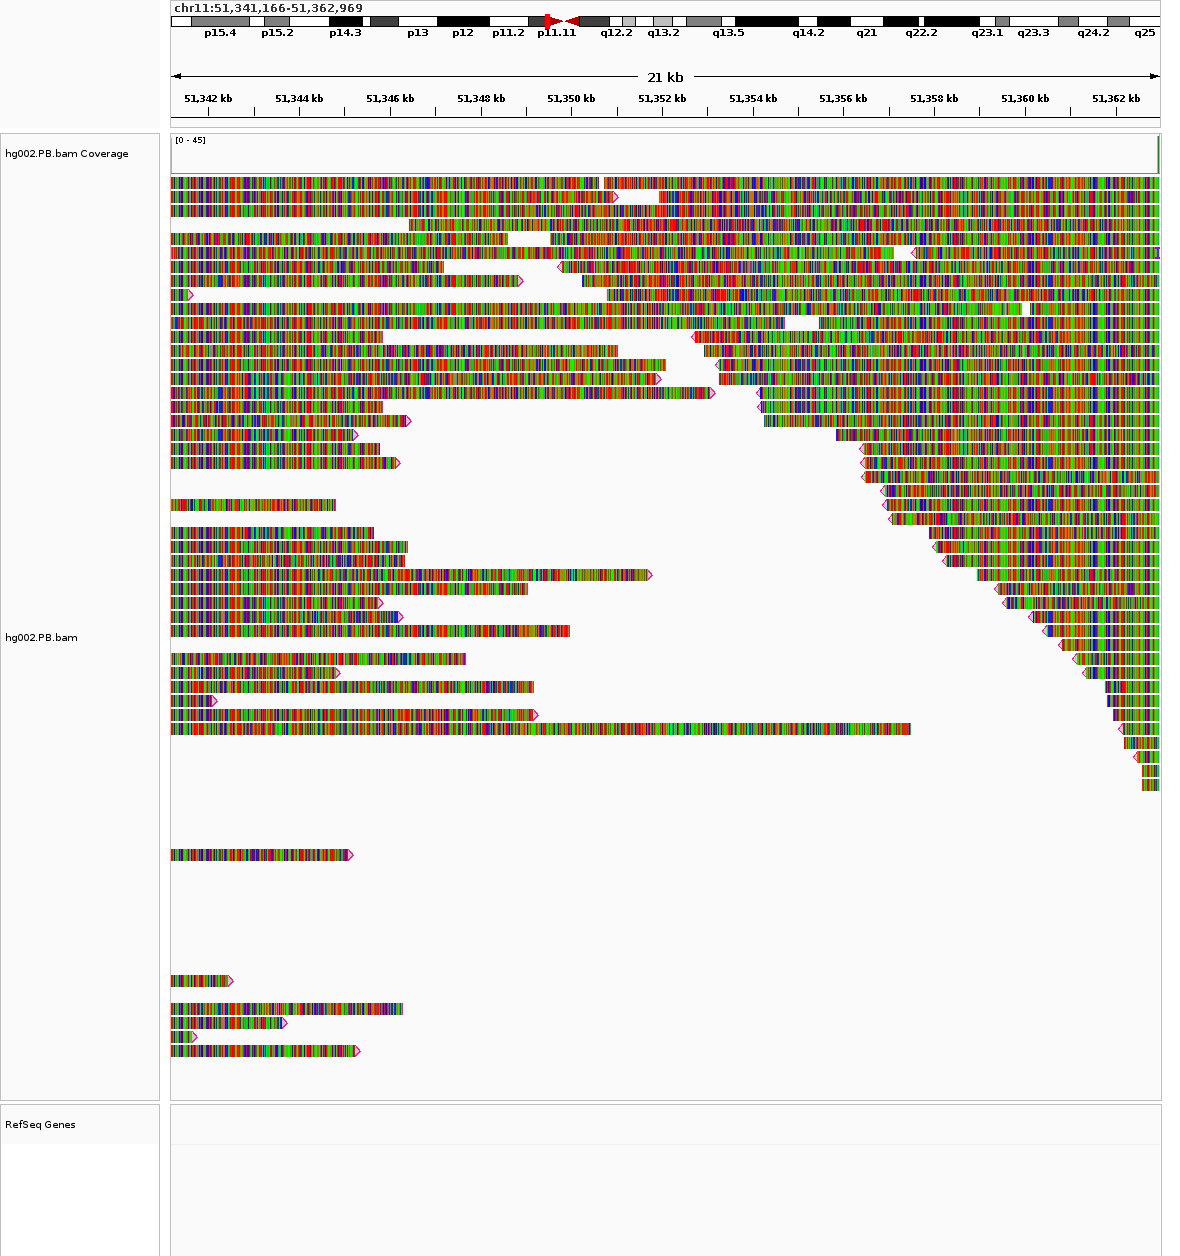 chr11:51,341,166-51,362,969
p15.4 p15.2 p14.3 p13 p12 p11.2 p11.11 q12.2 q13.2 q13.5 q14.2 q21 q22.2 q23.1 q23.3 q24.2 q25
21 kb
51,342 kb 51,344 kb 51,346 kb 51,348 kb 51,350 kb 51,352 kb 51,354 kb 51,356 kb 51,358 kb 51,360 kb 51,362 kb
[0 - 45]
hg002.PB.bam Coverage
hg002.PB.bam
RefSeq Genes